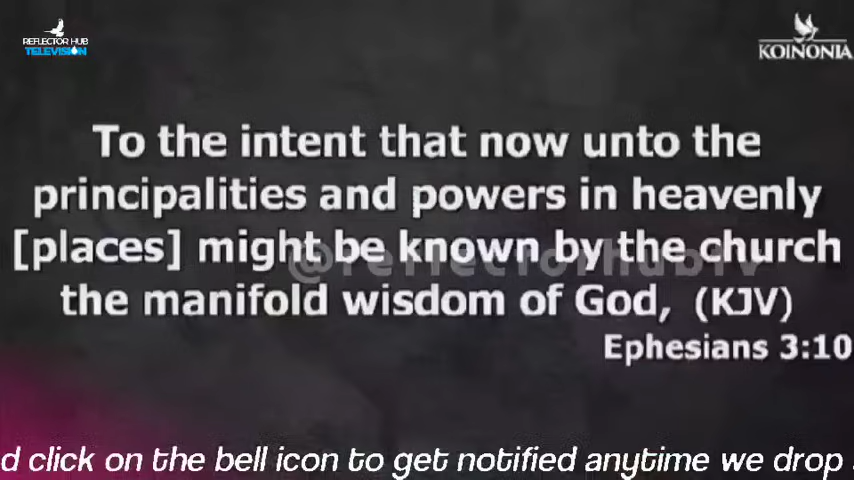 REFLECTOR HUB
TELEVISION
KOINONIA
To the intent that now unto the
principalities and powers in heavenly
[places] might be known by the church
the manifold wisdom of God, (KJV)
@reflectorhubtv
Ephesians 3:10
d click on the bell icon to get notified anytime we drop